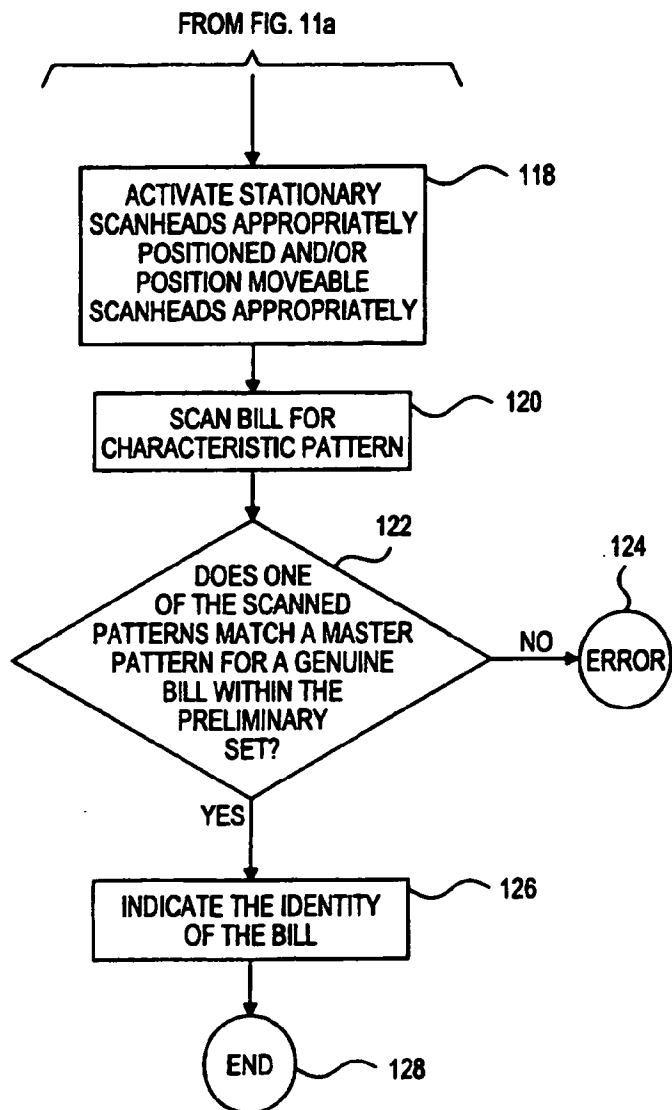 FROM FIG. 11a
118
ACTIVATE STATIONARY
SCANHEADS APPROPRIATELY
POSITIONED AND/OR
POSITION MOVEABLE
SCANHEADS APPROPRIATELY
120
SCAN BILL FOR
CHARACTERISTIC PATTERN
122
DOES ONE
OF THE SCANNED
PATTERNS MATCH A MASTER
PATTERN FOR A GENUINE
BILL WITHIN THE
PRELIMINARY
SET?
NO
124
ERROR
YES
126
INDICATE THE IDENTITY
OF THE BILL
END
128